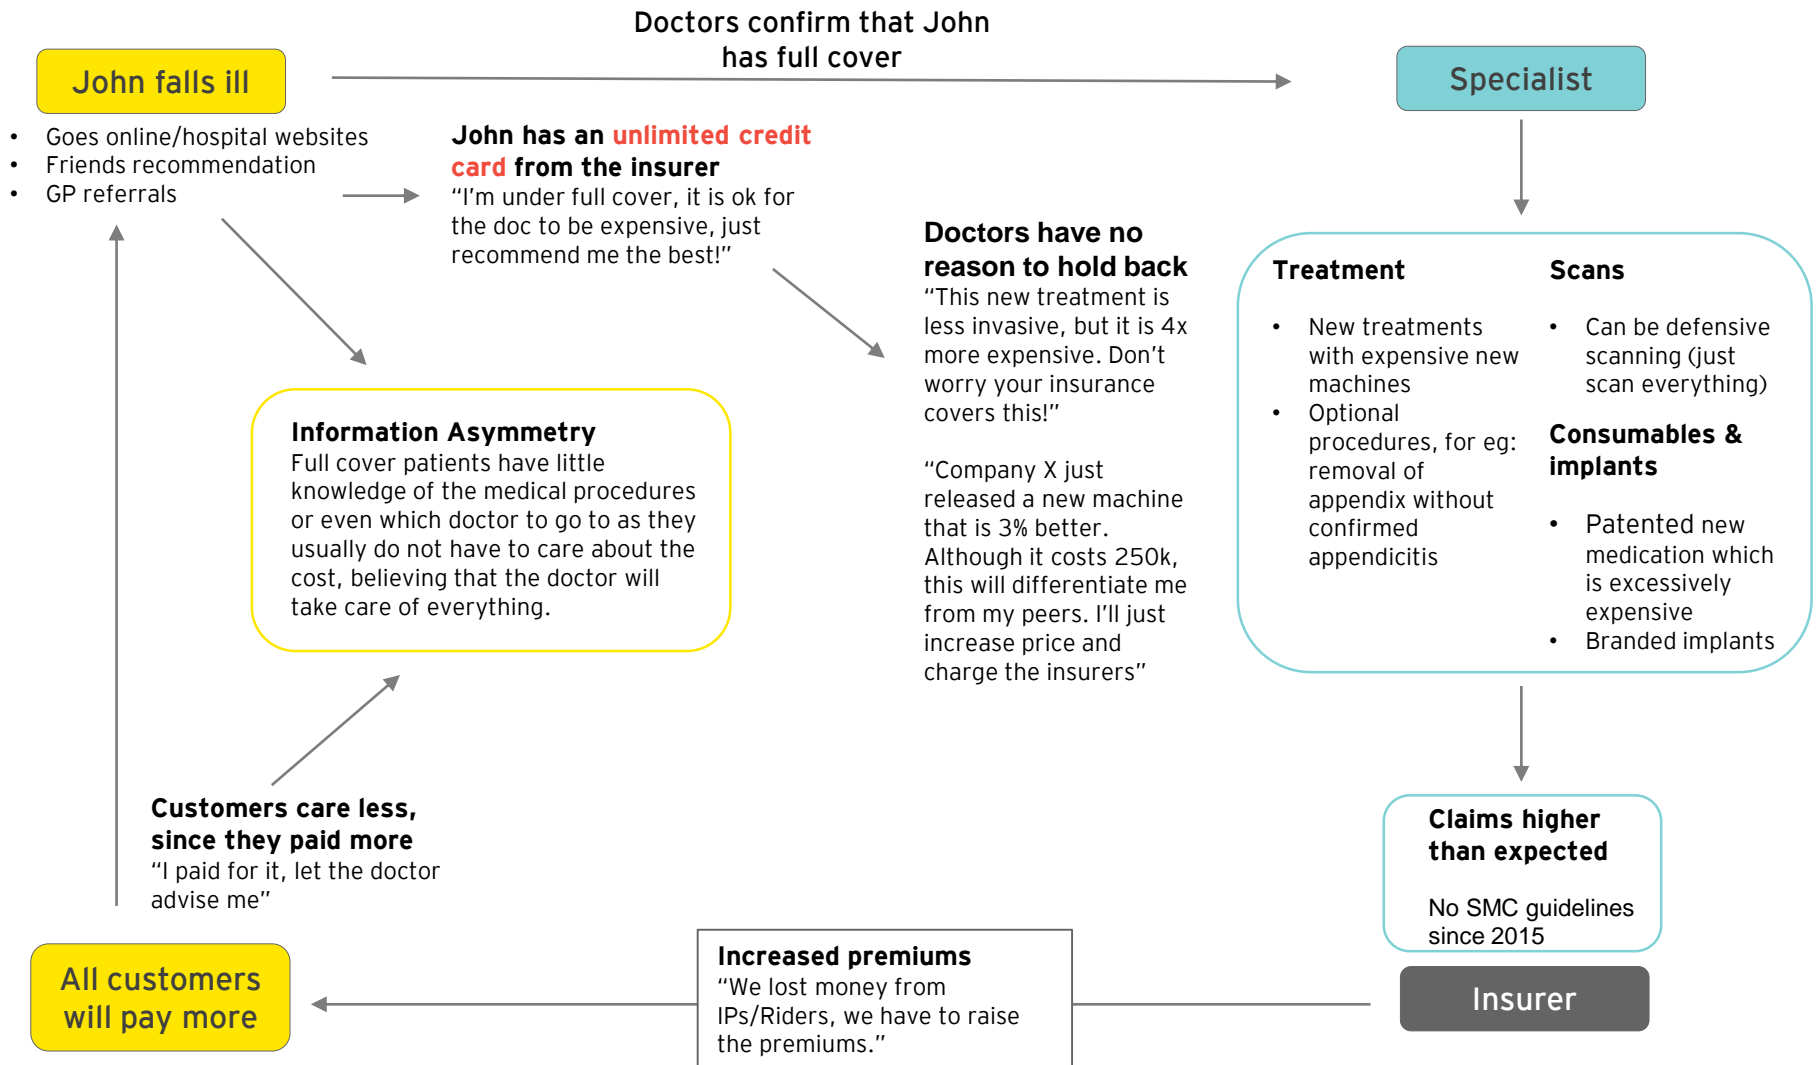 Doctors confirm that John
has full cover
John falls ill
Specialist
• Goes online/hospital websites
• Friends recommendation
• GP referrals
John has an unlimited credit
card from the insurer
“I’m under full cover, it is ok for
the doc to be expensive, just
recommend me the best!”
Doctors have no
reason to hold back
“This new treatment is
less invasive, but it is 4x
more expensive. Don’t
worry your insurance
covers this!”
“Company X just
released a new machine
that is 3% better.
Although it costs 250k,
this will differentiate me
from my peers. I’ll just
increase price and
charge the insurers”
Treatment
• New treatments
with expensive new
machines
• Optional
procedures, for eg:
removal of
appendix without
confirmed
appendicitis
Scans
• Can be defensive
scanning (just
scan everything)
Consumables &
implants
• Patented new
medication which
is excessively
expensive
• Branded implants
Information Asymmetry
Full cover patients have little
knowledge of the medical procedures
or even which doctor to go to as they
usually do not have to care about the
cost, believing that the doctor will
take care of everything.
Customers care less,
since they paid more
“I paid for it, let the doctor
advise me”
Claims higher
than expected
No SMC guidelines
since 2015
Insurer
Increased premiums
“We lost money from
IPs/Riders, we have to raise
the premiums.”
All customers
will pay more